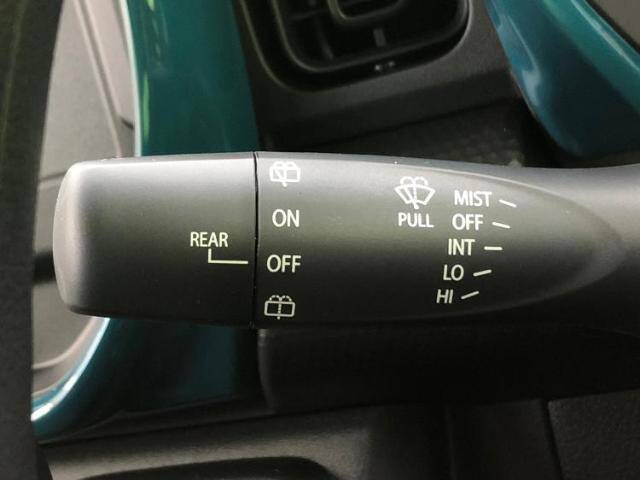 REAR
ON
OFF
PULL
MIST
OFF
INT
LO
HI